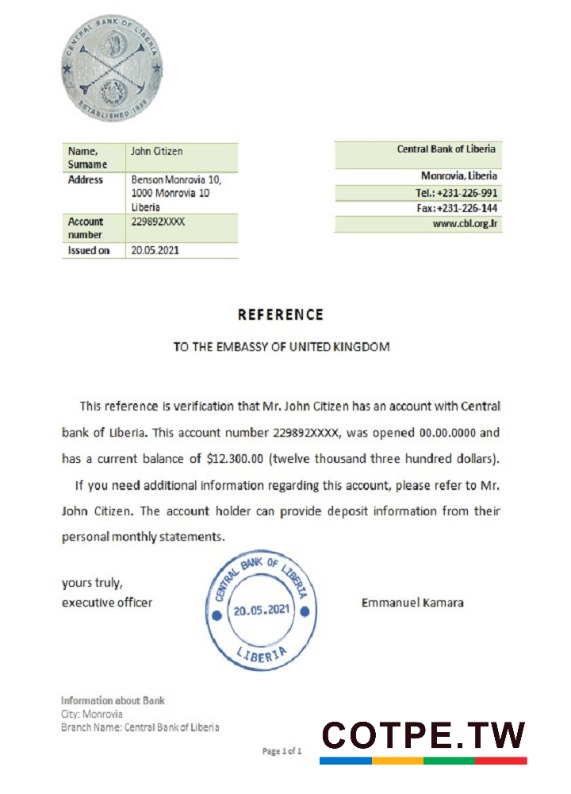 CENTRAL BANK OF LIBERIA
ESTABLISHED 1999
Name, Surname John Citizen
Address Benson Monrovia 10,
1000 Monrovia 10
Liberia
Account number 229892XXXX
Issued on 20.05.2021
Central Bank of Liberia
Monrovia, Liberia
Tel.: +231-226-991
Fax: +231-226-144
www.cbl.org.lr
REFERENCE
TO THE EMBASSY OF UNITED KINGDOM
This reference is verification that Mr. John Citizen has an account with Central
bank of Liberia. This account number 229892XXXX, was opened 00.00.0000 and
has a current balance of $12.300.00 (twelve thousand three hundred dollars).
If you need additional information regarding this account, please refer to Mr.
John Citizen. The account holder can provide deposit information from their
personal monthly statements.
yours truly,
executive officer
CENTRAL BANK OF LIBERIA
20.05.2021
LIBERIA
Emmanuel Kamara
Information about Bank
City: Monrovia
Branch Name: Central Bank of Liberia
Page 1 of 1
COTPE.TW